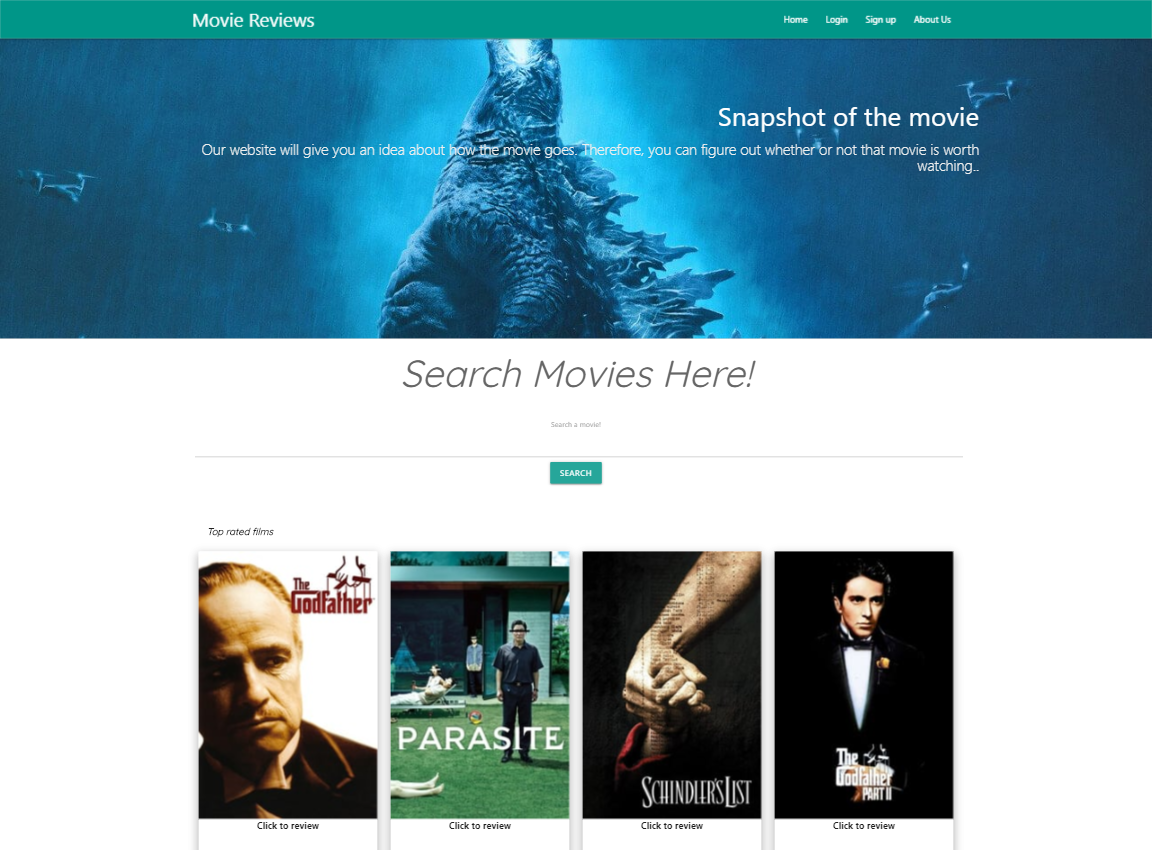 Movie Reviews
Home Login Sign up About Us
Snapshot of the movie
Our website will give you an idea about how the movie goes. Therefore, you can figure out whether or not that movie is worth
watching..
Search Movies Here!
Search a movie!
SEARCH
Top rated films
The
Godfather
PARASITE
SCHINDLER'S LIST
The
Godfather
PART II
Click to review
Click to review
Click to review
Click to review